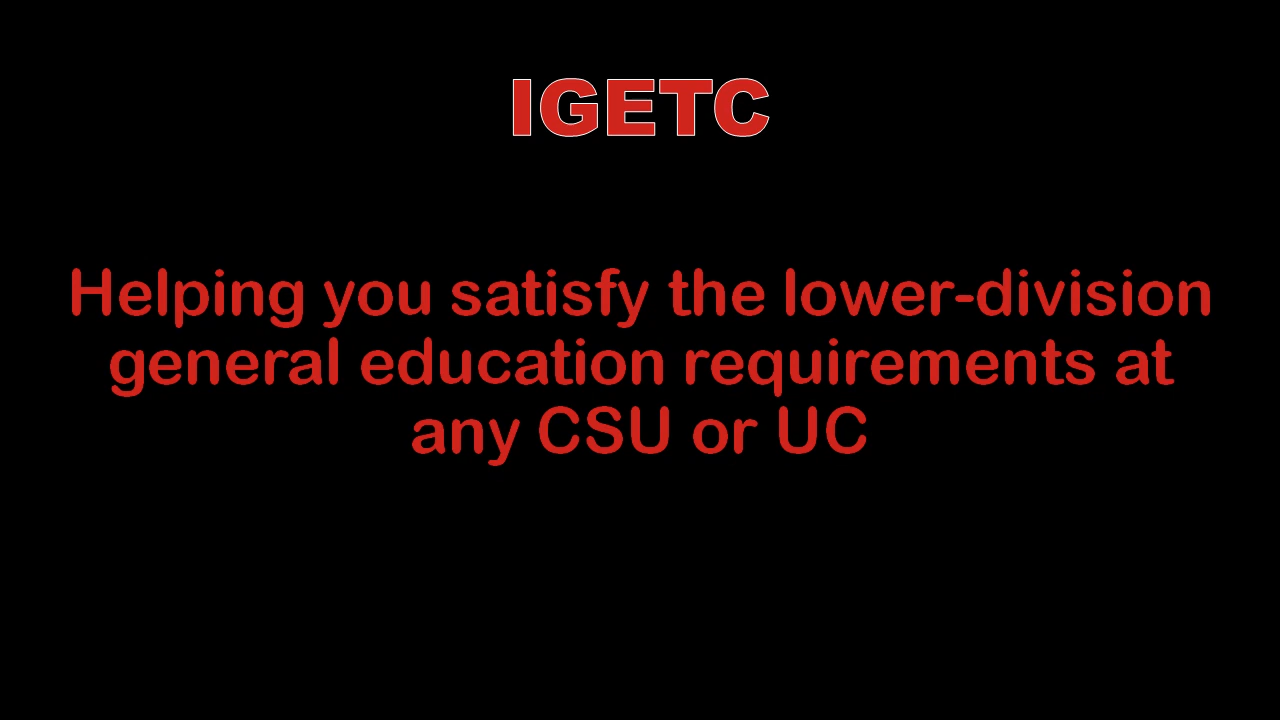 IGETC
Helping you satisfy the lower-division
general education requirements at
any CSU or UC